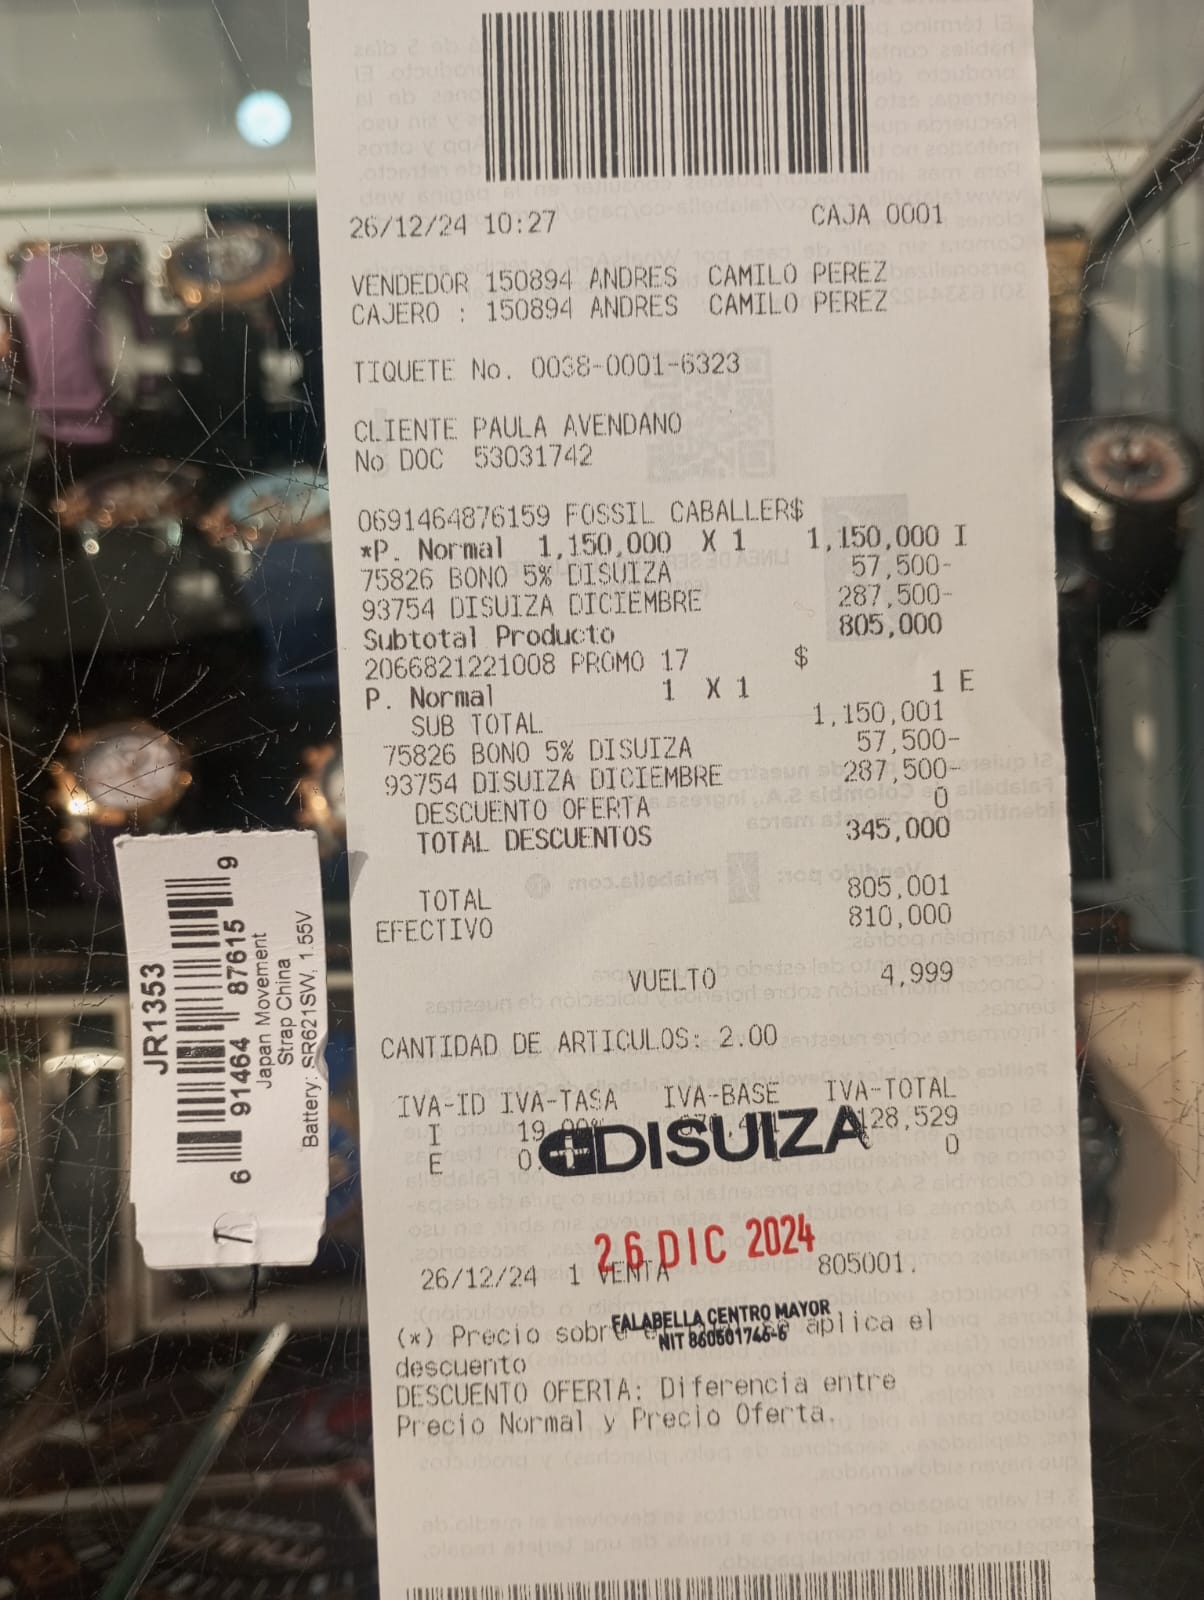 26/12/24 10:27 CAJA 0001
VENDEDOR 150894 ANDRES CAMILO PEREZ
CAJERO : 150894 ANDRES CAMILO PEREZ
TIQUETE No. 0038-0001-6323
CLIENTE PAULA AVENDANO
No DOC 53031742
0691464876159 FOSSIL CABALLER$
*P. Normal 1,150,000 X 1 1,150,000 I
75826 BONO 5% DISUIZA 57,500-
93754 DISUIZA DICIEMBRE 287,500-
Subtotal Producto 805,000
2066821221008 PROMO 17 $
P. Normal 1 X 1 1 E
SUB TOTAL 1,150,001
75826 BONO 5% DISUIZA 57,500-
93754 DISUIZA DICIEMBRE 287,500-
DESCUENTO OFERTA 0
TOTAL DESCUENTOS 345,000
TOTAL 805,001
EFECTIVO 810,000
VUELTO 4,999
CANTIDAD DE ARTICULOS: 2.00
IVA-ID IVA-TASA IVA-BASE IVA-TOTAL
I 19.00% 128,529
E 0. 0
DISUIZA
26 DIC 2024
26/12/24 1 VENTA 805001.
FALABELLA CENTRO MAYOR
NIT 860501746-6
(*) Precio aplica el
descuento
DESCUENTO OFERTA: Diferencia entre
Precio Normal y Precio Oferta.
JR1353
6 91464 87615 9
Japan Movement
Strap China
Battery: SR621SW, 1.55V